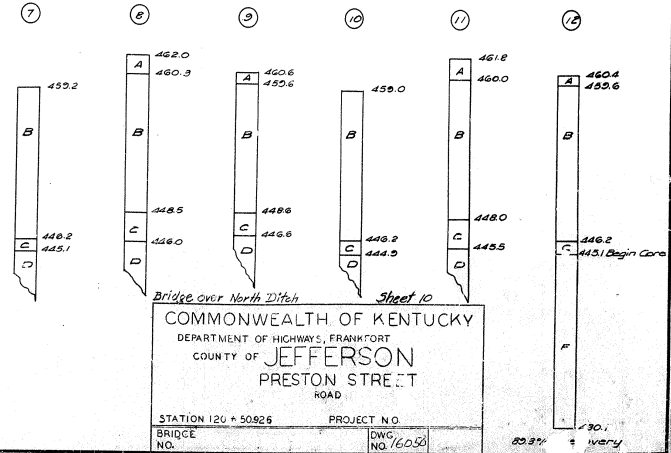 7 8 9 10 11 12
459.2
B
446.2
C
445.1
D
462.0
A
460.3
B
448.5
C
446.0
D
460.6
A
459.6
B
448.6
C
446.6
D
459.0
B
446.2
C
444.9
D
461.8
A
460.0
B
448.0
C
445.5
D
460.4
A
459.6
B
446.2
C
445.1 Begin Core
F
430.1
89.3%
Bridge over North Ditch Sheet 10
COMMONWEALTH OF KENTUCKY
DEPARTMENT OF HIGHWAYS, FRANKFORT
COUNTY OF JEFFERSON
PRESTON STREET
ROAD
STATION 120 + 50.926 PROJECT NO.
BRIDGE NO.
DWG. NO. 16050